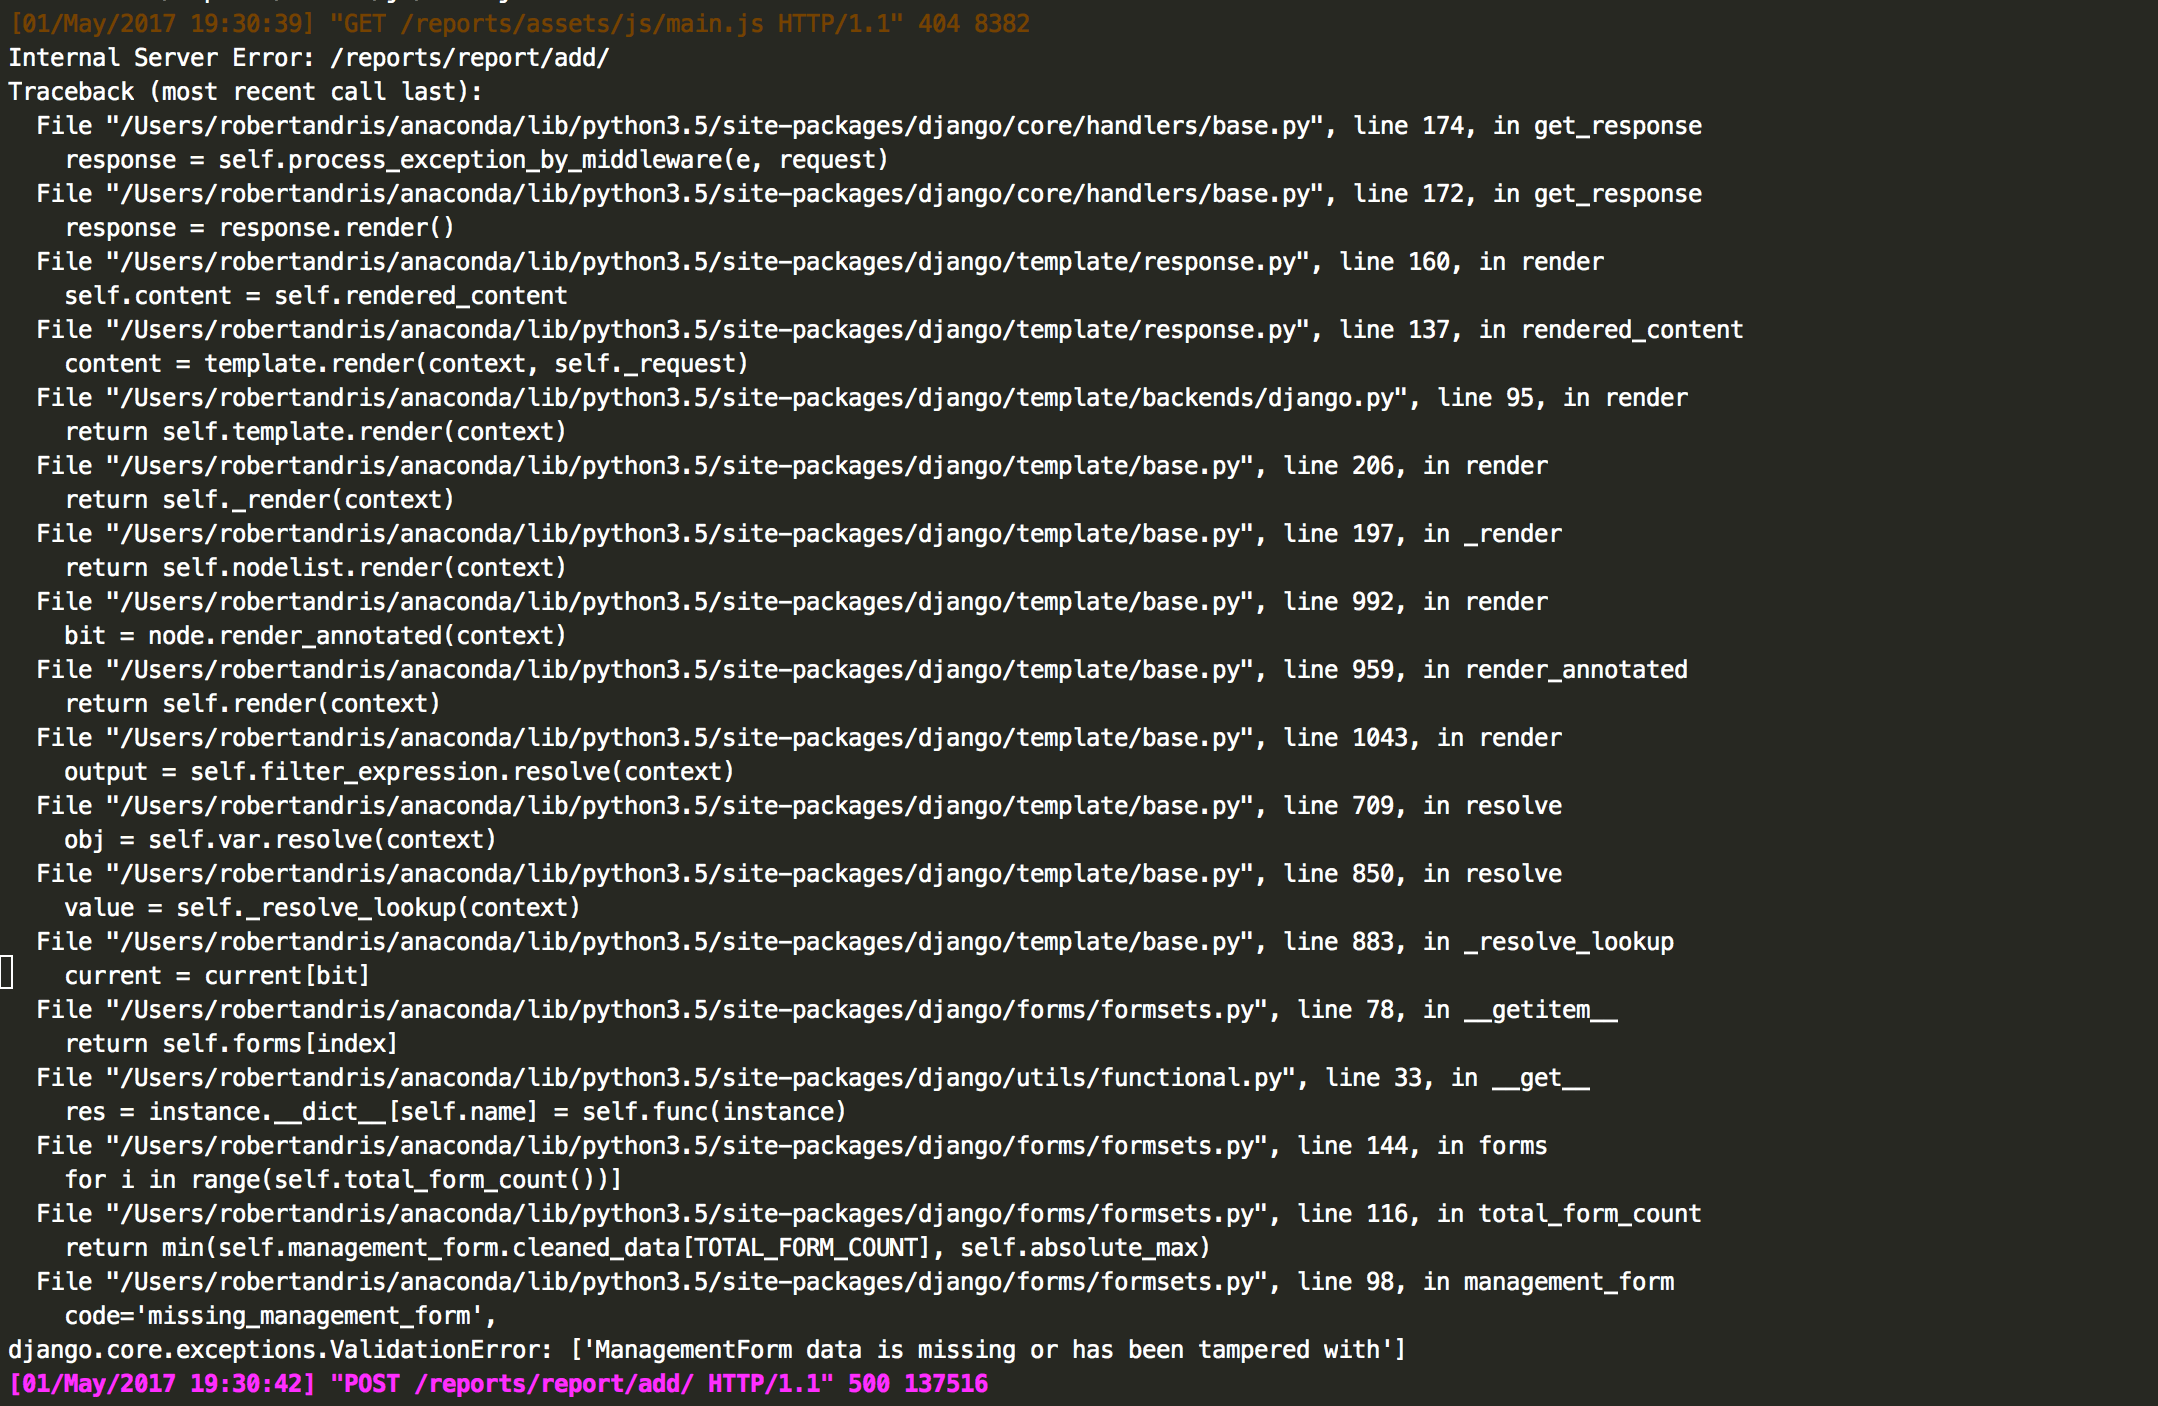 [01/May/2017 19:30:39] "GET /reports/assets/js/main.js HTTP/1.1" 404 8382
Internal Server Error: /reports/report/add/
Traceback (most recent call last):
  File "/Users/robertandris/anaconda/lib/python3.5/site-packages/django/core/handlers/base.py", line 174, in get_response
    response = self.process_exception_by_middleware(e, request)
  File "/Users/robertandris/anaconda/lib/python3.5/site-packages/django/core/handlers/base.py", line 172, in get_response
    response = response.render()
  File "/Users/robertandris/anaconda/lib/python3.5/site-packages/django/template/response.py", line 160, in render
    self.content = self.rendered_content
  File "/Users/robertandris/anaconda/lib/python3.5/site-packages/django/template/response.py", line 137, in rendered_content
    content = template.render(context, self._request)
  File "/Users/robertandris/anaconda/lib/python3.5/site-packages/django/template/backends/django.py", line 95, in render
    return self.template.render(context)
  File "/Users/robertandris/anaconda/lib/python3.5/site-packages/django/template/base.py", line 206, in render
    return self._render(context)
  File "/Users/robertandris/anaconda/lib/python3.5/site-packages/django/template/base.py", line 197, in _render
    return self.nodelist.render(context)
  File "/Users/robertandris/anaconda/lib/python3.5/site-packages/django/template/base.py", line 992, in render
    bit = node.render_annotated(context)
  File "/Users/robertandris/anaconda/lib/python3.5/site-packages/django/template/base.py", line 959, in render_annotated
    return self.render(context)
  File "/Users/robertandris/anaconda/lib/python3.5/site-packages/django/template/base.py", line 1043, in render
    output = self.filter_expression.resolve(context)
  File "/Users/robertandris/anaconda/lib/python3.5/site-packages/django/template/base.py", line 709, in resolve
    obj = self.var.resolve(context)
  File "/Users/robertandris/anaconda/lib/python3.5/site-packages/django/template/base.py", line 850, in resolve
    value = self._resolve_lookup(context)
  File "/Users/robertandris/anaconda/lib/python3.5/site-packages/django/template/base.py", line 883, in _resolve_lookup
    current = current[bit]
  File "/Users/robertandris/anaconda/lib/python3.5/site-packages/django/forms/formsets.py", line 78, in __getitem__
    return self.forms[index]
  File "/Users/robertandris/anaconda/lib/python3.5/site-packages/django/utils/functional.py", line 33, in __get__
    res = instance.__dict__[self.name] = self.func(instance)
  File "/Users/robertandris/anaconda/lib/python3.5/site-packages/django/forms/formsets.py", line 144, in forms
    for i in range(self.total_form_count())]
  File "/Users/robertandris/anaconda/lib/python3.5/site-packages/django/forms/formsets.py", line 116, in total_form_count
    return min(self.management_form.cleaned_data[TOTAL_FORM_COUNT], self.absolute_max)
  File "/Users/robertandris/anaconda/lib/python3.5/site-packages/django/forms/formsets.py", line 98, in management_form
    code='missing_management_form',
django.core.exceptions.ValidationError: ['ManagementForm data is missing or has been tampered with']
[01/May/2017 19:30:42] "POST /reports/report/add/ HTTP/1.1" 500 137516